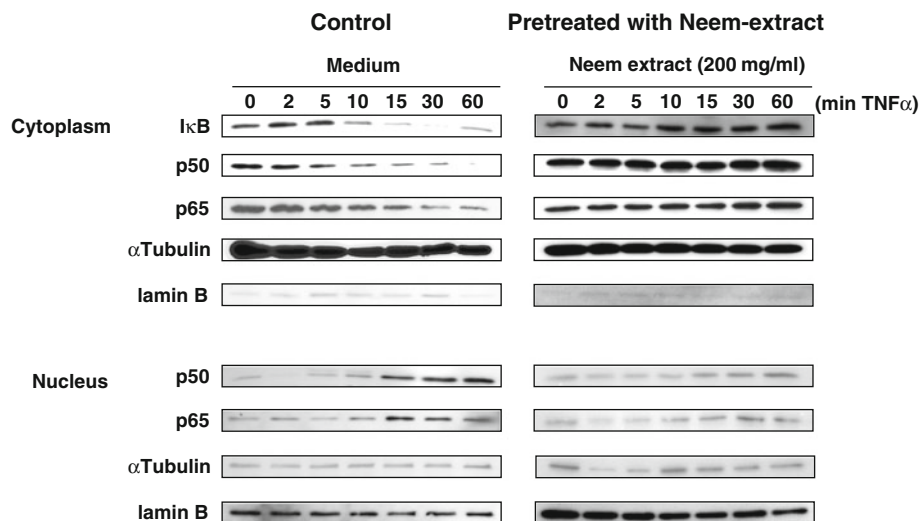 Control Pretreated with Neem-extract
Medium Neem extract (200 mg/ml)
0 2 5 10 15 30 60 0 2 5 10 15 30 60 (min TNFα)
Cytoplasm IκB
p50
p65
αTubulin
lamin B
Nucleus p50
p65
αTubulin
lamin B